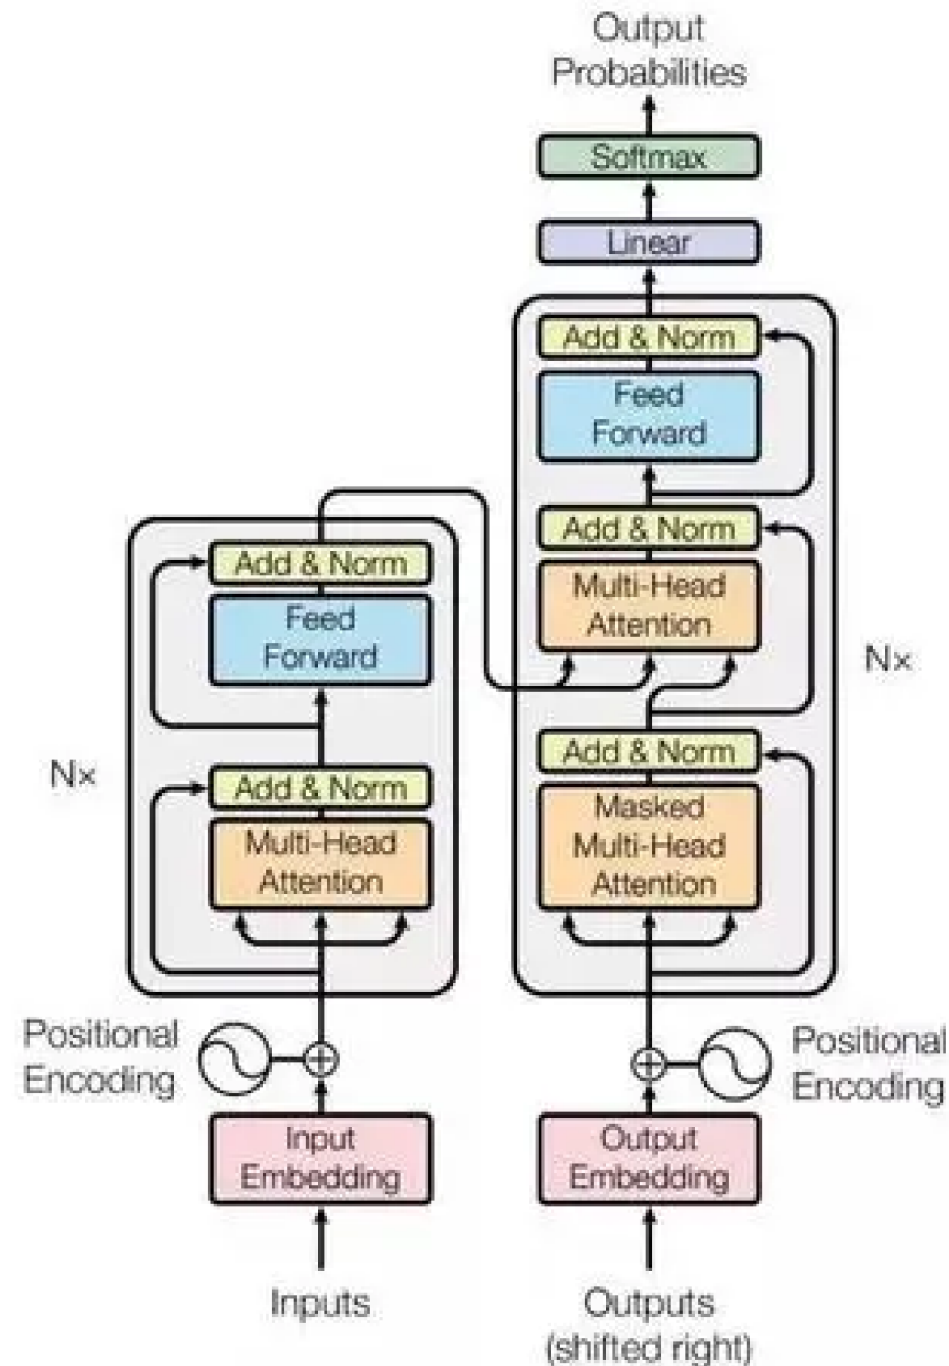 Output
Probabilities
Softmax
Linear
Add & Norm
Feed
Forward
Add & Norm
Multi-Head
Attention
Nx
Add & Norm
Masked
Multi-Head
Attention
Add & Norm
Feed
Forward
Nx
Add & Norm
Multi-Head
Attention
Positional
Encoding
Positional
Encoding
Input
Embedding
Output
Embedding
Inputs
Outputs
(shifted right)